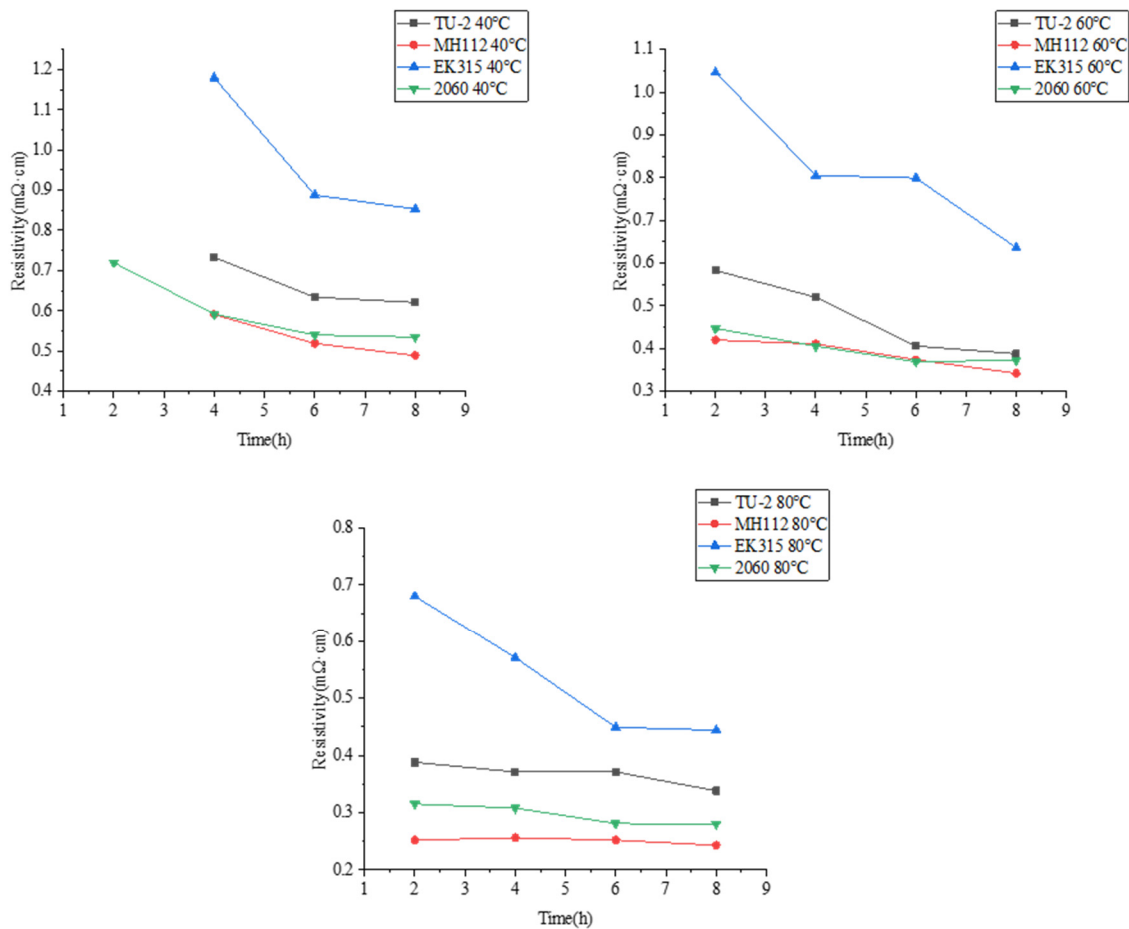 TU-2 40°C
MH112 40°C
EK315 40°C
2060 40°C
Resistivity(mΩ·cm)
1.2
1.1
1.0
0.9
0.8
0.7
0.6
0.5
0.4
1 2 3 4 5 6 7 8 9
Time(h)
TU-2 60°C
MH112 60°C
EK315 60°C
2060 60°C
Resistivity(mΩ·cm)
1.1
1.0
0.9
0.8
0.7
0.6
0.5
0.4
0.3
1 2 3 4 5 6 7 8 9
Time(h)
TU-2 80°C
MH112 80°C
EK315 80°C
2060 80°C
Resistivity(mΩ·cm)
0.8
0.7
0.6
0.5
0.4
0.3
0.2
1 2 3 4 5 6 7 8 9
Time(h)